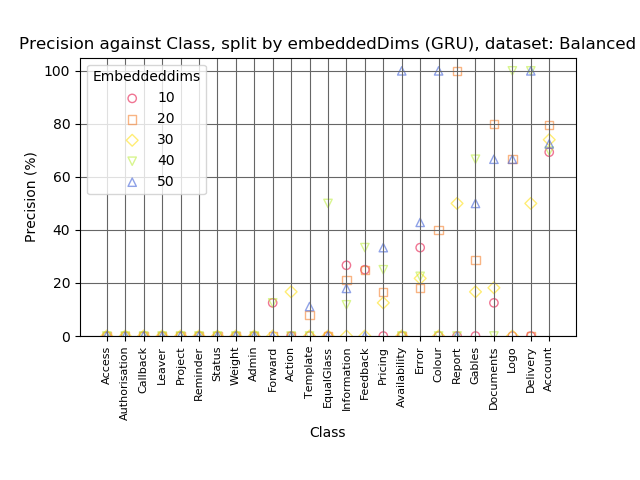 Precision against Class, split by embeddedDims (GRU), dataset: Balanced
Embeddeddims
10
20
30
40
50
Precision (%)
100
80
60
40
20
0
Access
Authorisation
Callback
Leaver
Project
Reminder
Status
Weight
Admin
Forward
Action
Template
EqualGlass
Information
Feedback
Pricing
Availability
Error
Colour
Report
Gables
Documents
Logo
Delivery
Account
Class